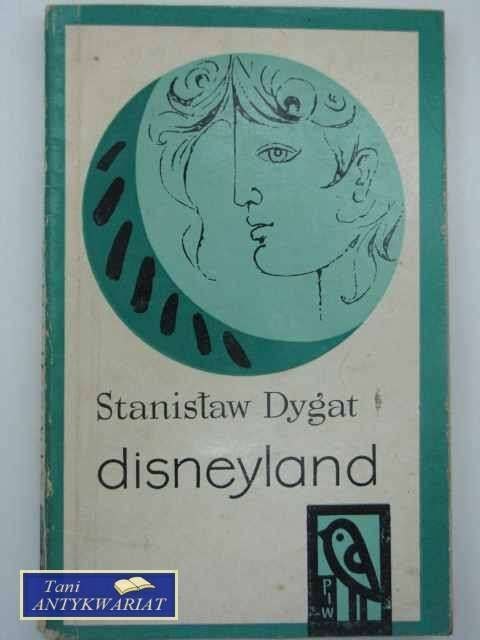 Stanisław Dygat
disneyland
PIW
Tani
ANTYKWARIAT